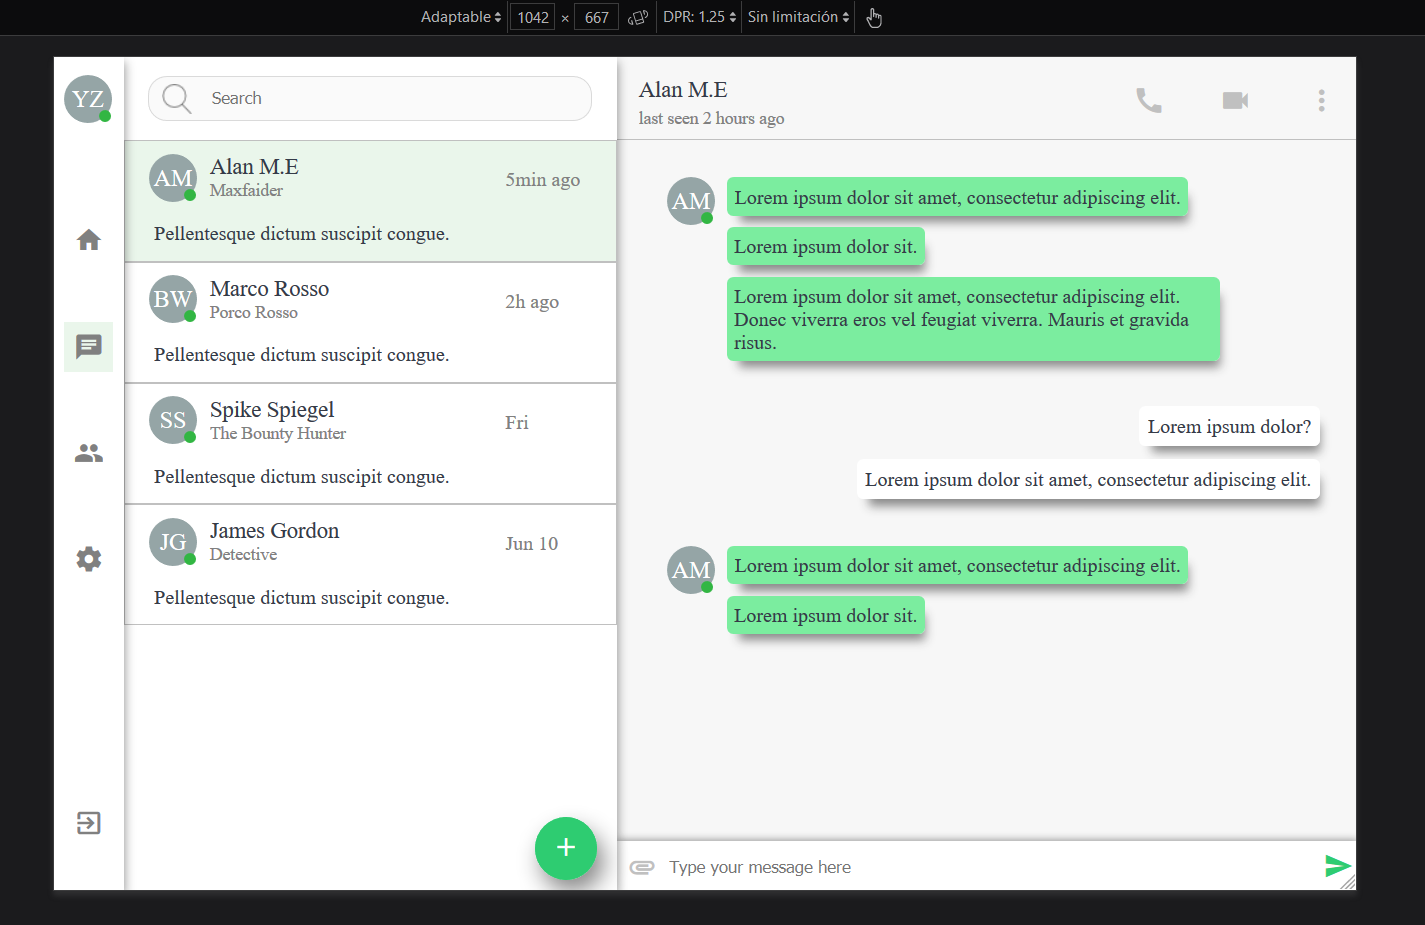 Adaptable 1042 × 667 DPR: 1.25 Sin limitación
YZ
Search
AM
Alan M.E
Maxfaider
5min ago
Pellentesque dictum suscipit congue.
BW
Marco Rosso
Porco Rosso
2h ago
Pellentesque dictum suscipit congue.
SS
Spike Spiegel
The Bounty Hunter
Fri
Pellentesque dictum suscipit congue.
JG
James Gordon
Detective
Jun 10
Pellentesque dictum suscipit congue.
+
Alan M.E
last seen 2 hours ago
AM
Lorem ipsum dolor sit amet, consectetur adipiscing elit.
Lorem ipsum dolor sit.
Lorem ipsum dolor sit amet, consectetur adipiscing elit.
Donec viverra eros vel feugiat viverra. Mauris et gravida
risus.
Lorem ipsum dolor?
Lorem ipsum dolor sit amet, consectetur adipiscing elit.
AM
Lorem ipsum dolor sit amet, consectetur adipiscing elit.
Lorem ipsum dolor sit.
Type your message here